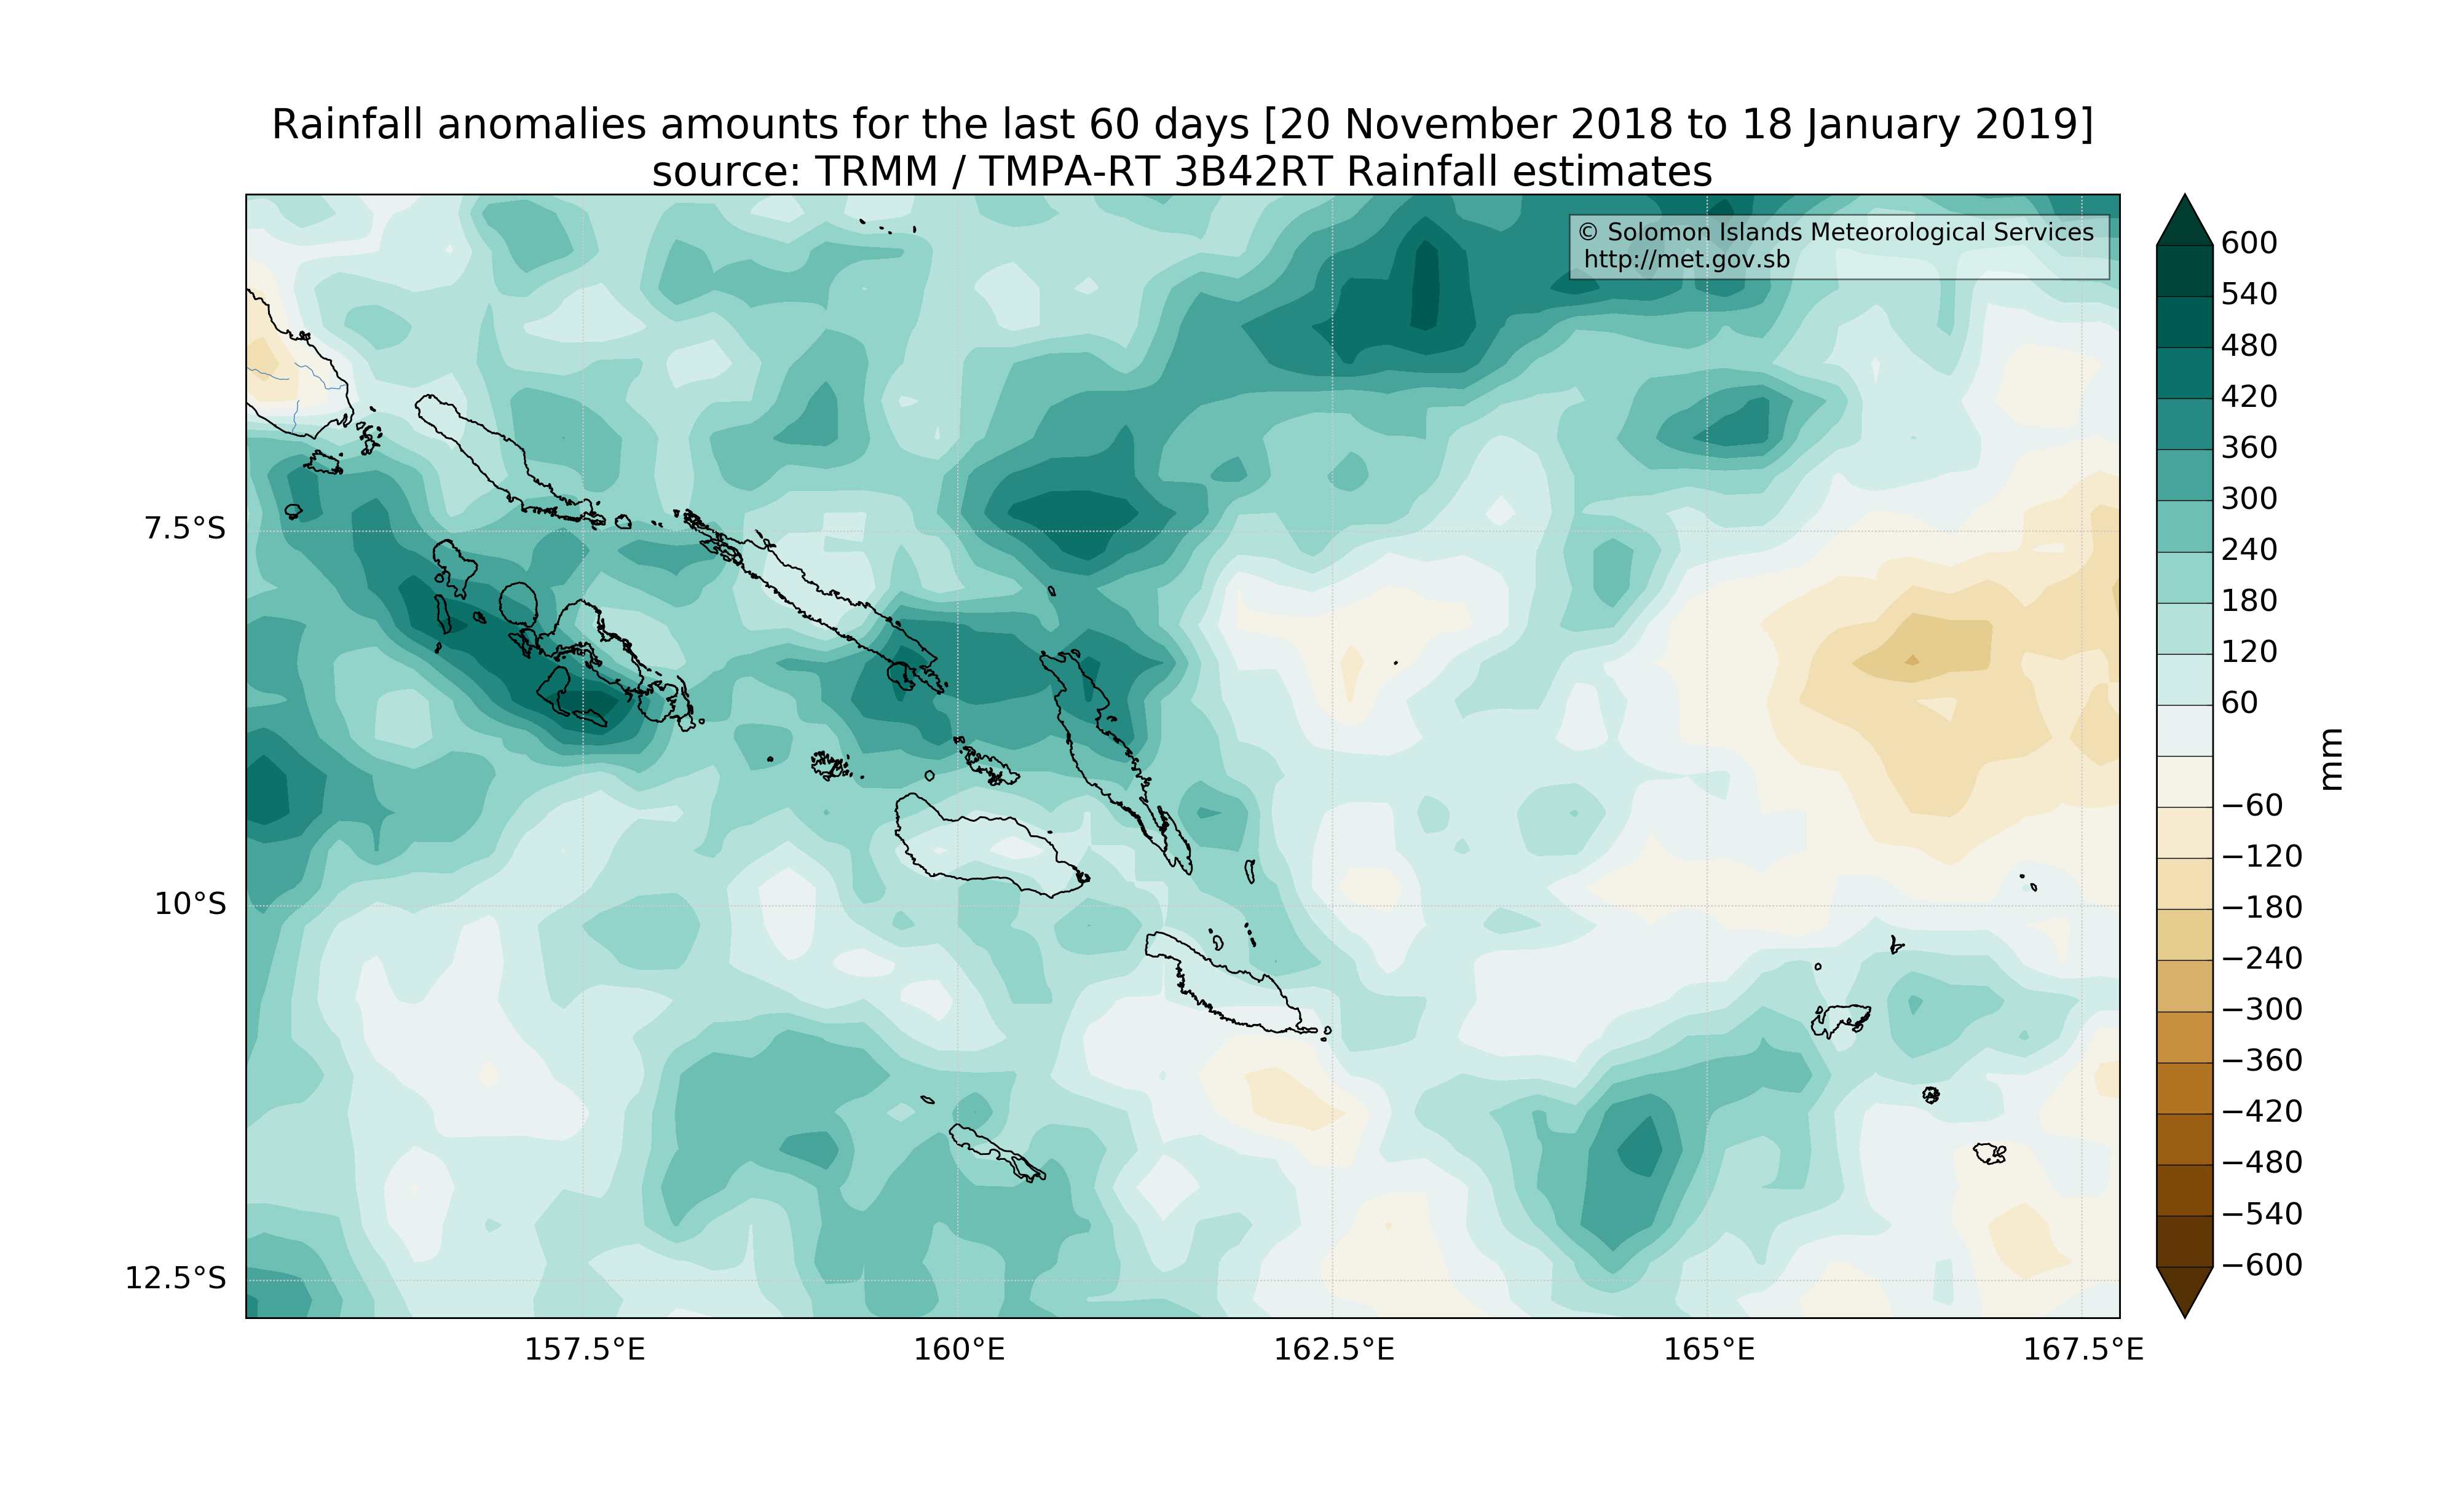 Rainfall anomalies amounts for the last 60 days [20 November 2018 to 18 January 2019]
source: TRMM / TMPA-RT 3B42RT Rainfall estimates
© Solomon Islands Meteorological Services
http://met.gov.sb
7.5°S
10°S
12.5°S
157.5°E
160°E
162.5°E
165°E
167.5°E
600
540
480
420
360
300
240
180
120
60
−60
−120
−180
−240
−300
−360
−420
−480
−540
−600
mm